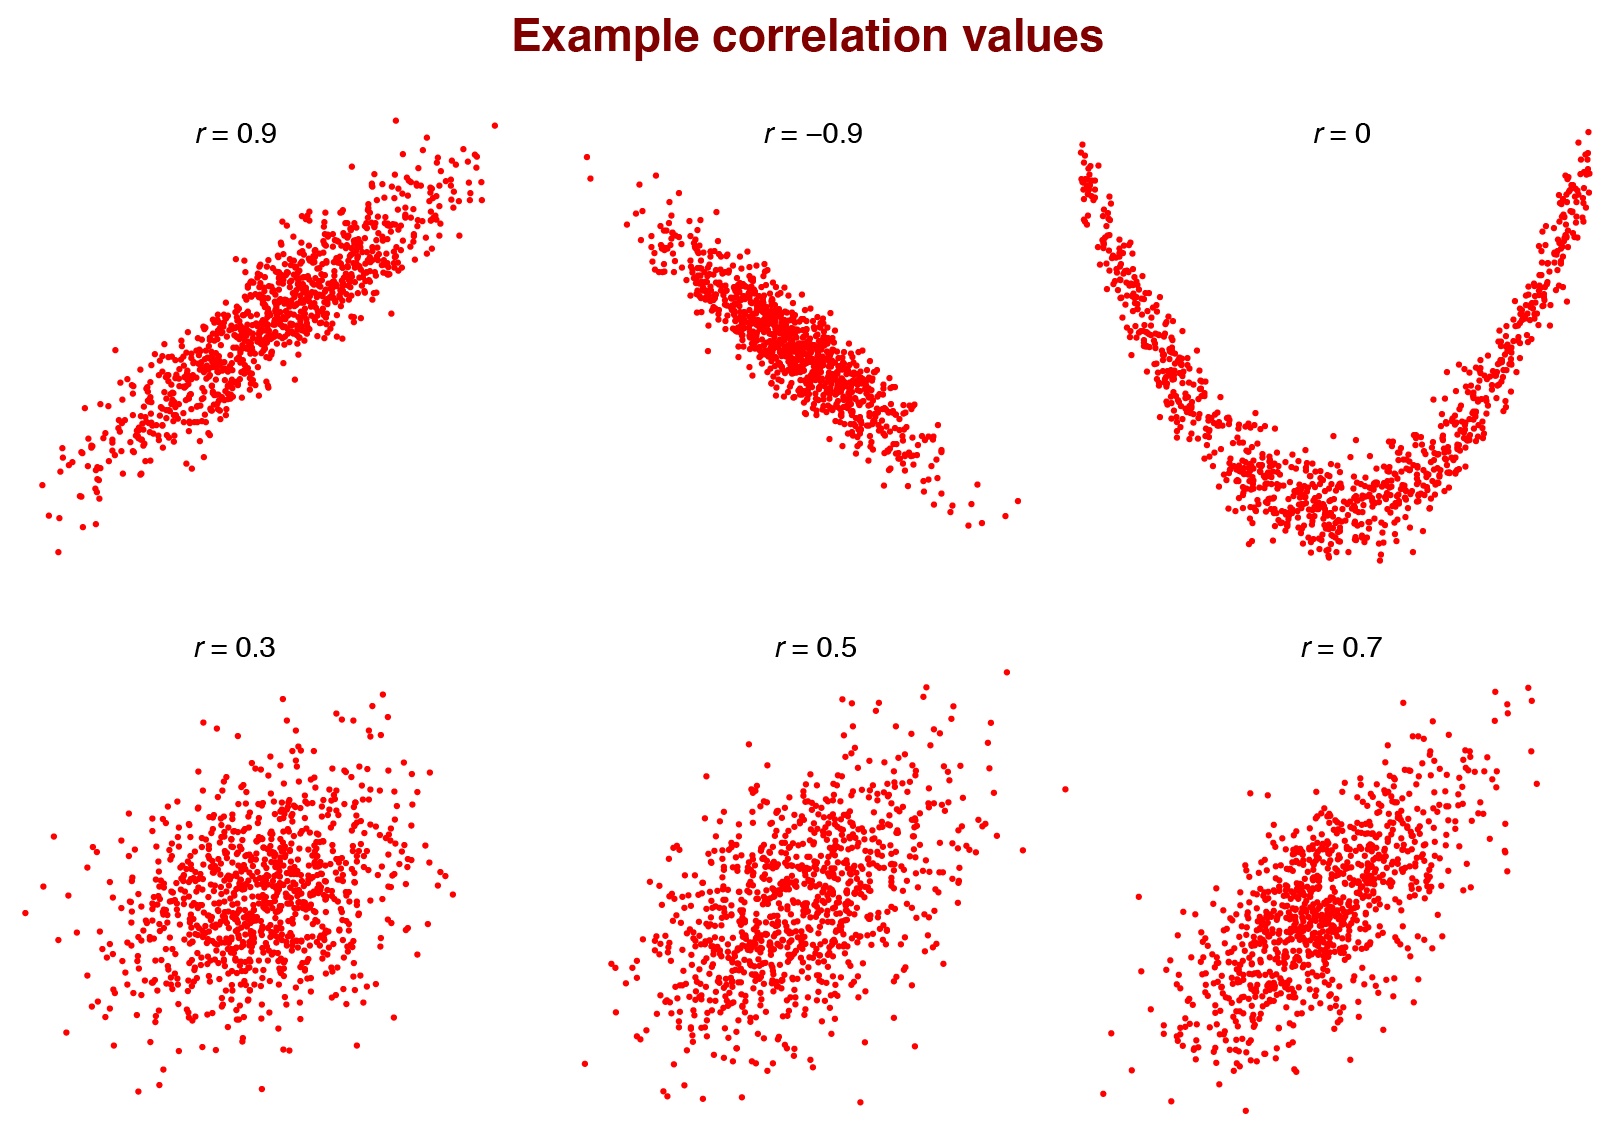 Example correlation values
r = 0.9
r = −0.9
r = 0
r = 0.3
r = 0.5
r = 0.7